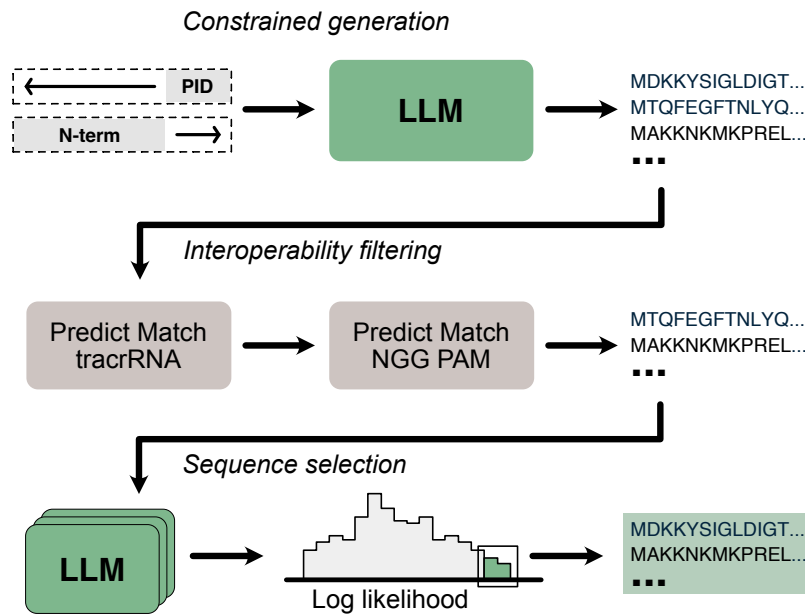 Constrained generation
PID
N-term
LLM
MDKKYSIGLDIGT...
MTQFEGFTNLYQ...
MAKKNKMKPREL...
...
Interoperability filtering
Predict Match
tracrRNA
Predict Match
NGG PAM
MTQFEGFTNLYQ...
MAKKNKMKPREL...
...
Sequence selection
LLM
Log likelihood
MDKKYSIGLDIGT...
MAKKNKMKPREL...
...